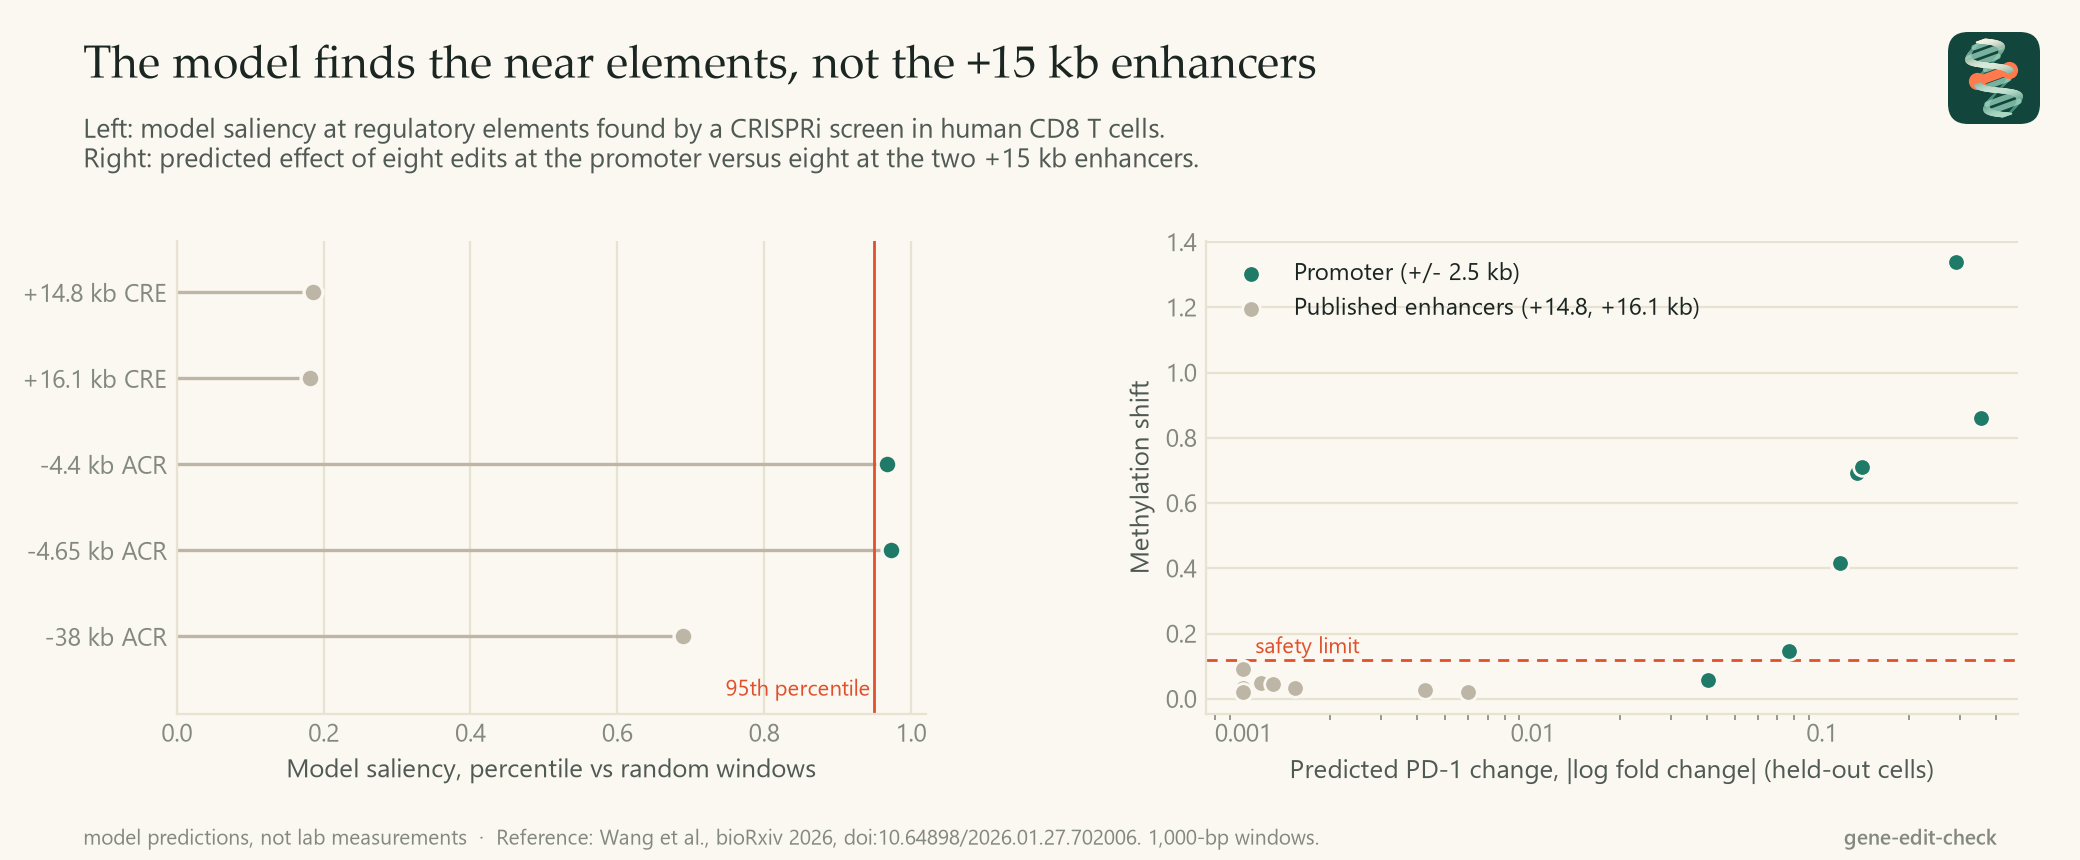 The model finds the near elements, not the +15 kb enhancers
Left: model saliency at regulatory elements found by a CRISPRi screen in human CD8 T cells.
Right: predicted effect of eight edits at the promoter versus eight at the two +15 kb enhancers.
+14.8 kb CRE
+16.1 kb CRE
-4.4 kb ACR
-4.65 kb ACR
-38 kb ACR
95th percentile
0.0 0.2 0.4 0.6 0.8 1.0
Model saliency, percentile vs random windows
Methylation shift
1.4
1.2
1.0
0.8
0.6
0.4
0.2
0.0
Promoter (+/- 2.5 kb)
Published enhancers (+14.8, +16.1 kb)
safety limit
0.001 0.01 0.1
Predicted PD-1 change, |log fold change| (held-out cells)
model predictions, not lab measurements · Reference: Wang et al., bioRxiv 2026, doi:10.64898/2026.01.27.702006. 1,000-bp windows.
gene-edit-check